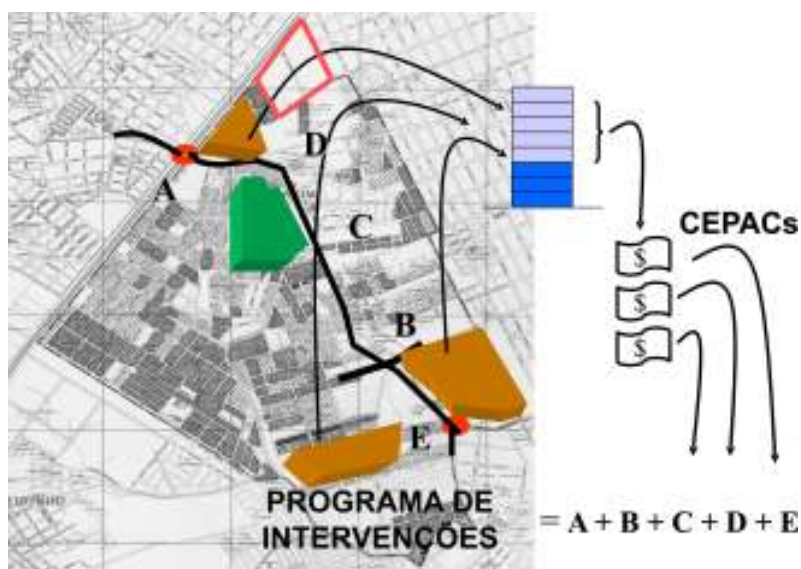 D
A
C
CEPACs
$
$
$
B
E
PROGRAMA DE
INTERVENÇÕES
= A + B + C + D + E